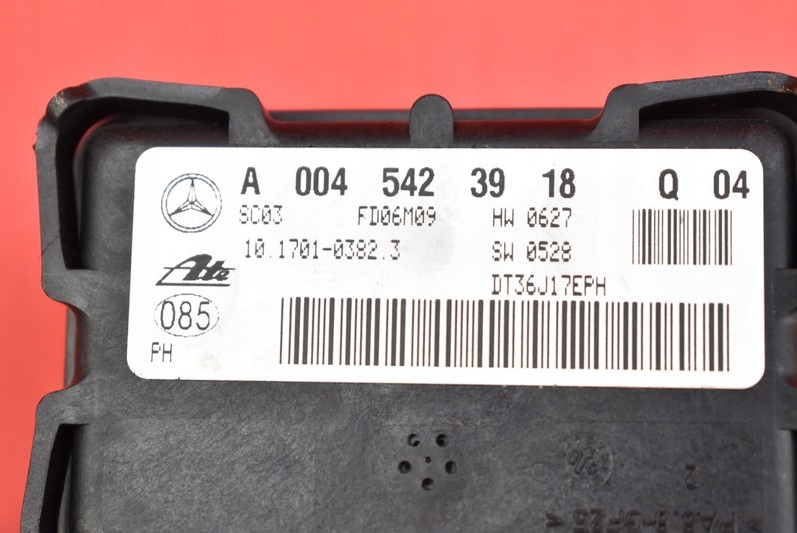 A 004 542 39 18 Q 04
SC03 FD06M09 HW 0627
10.1701-0382.3 SW 0528
Ate DT36J17EPH
085
PH
2